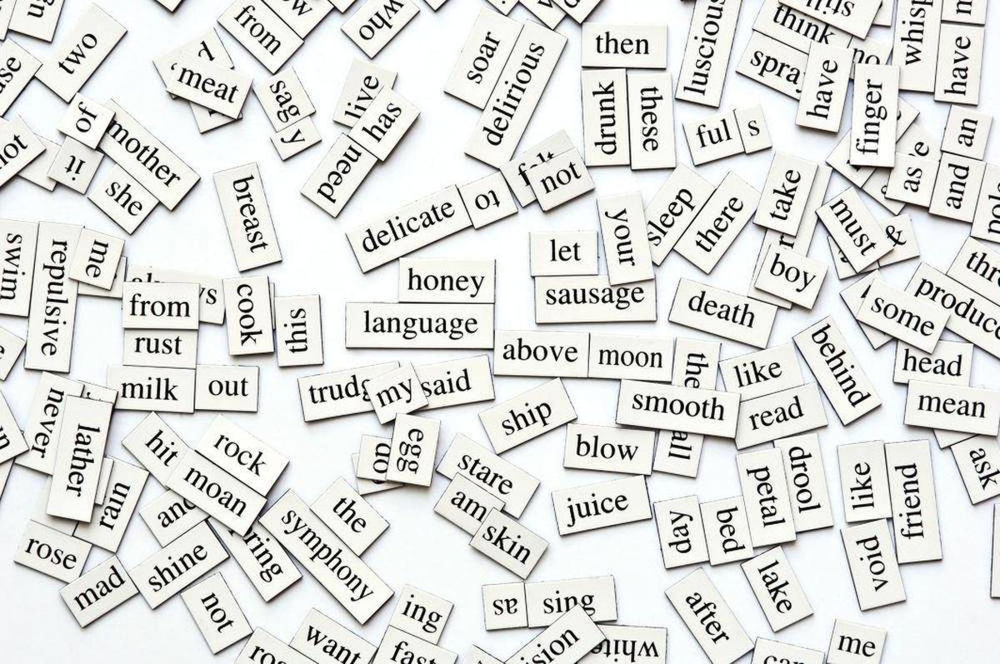 from
who
two
meat
sag
y
live
has
need
soar
delirious
then
drunk
these
luscious
think
spray
have
finger
have
an
ful
s
as
and
of
mother
it
she
breast
delicate
to
not
your
sleep
there
take
must
&
boy
let
sausage
honey
language
death
some
swim
repulsive
me
from
rust
milk
out
cook
this
above
moon
the
like
behind
head
mean
my
said
ship
smooth
read
never
lather
hit
rock
moan
egg
stare
am
skin
blow
all
juice
petal
drool
like
friend
ask
rain
and
the
symphony
rose
mad
shine
not
play
bed
lake
void
as
sing
after
ing
want
fast
white
me